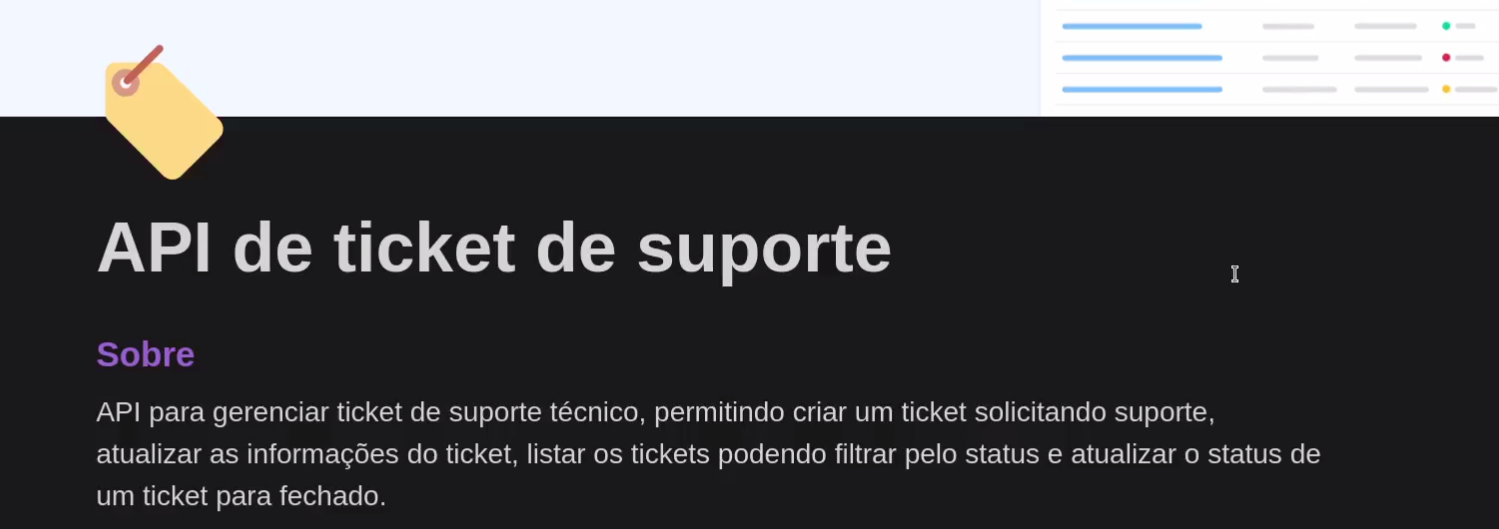 API de ticket de suporte
Sobre
API para gerenciar ticket de suporte técnico, permitindo criar um ticket solicitando suporte,
atualizar as informações do ticket, listar os tickets podendo filtrar pelo status e atualizar o status de
um ticket para fechado.